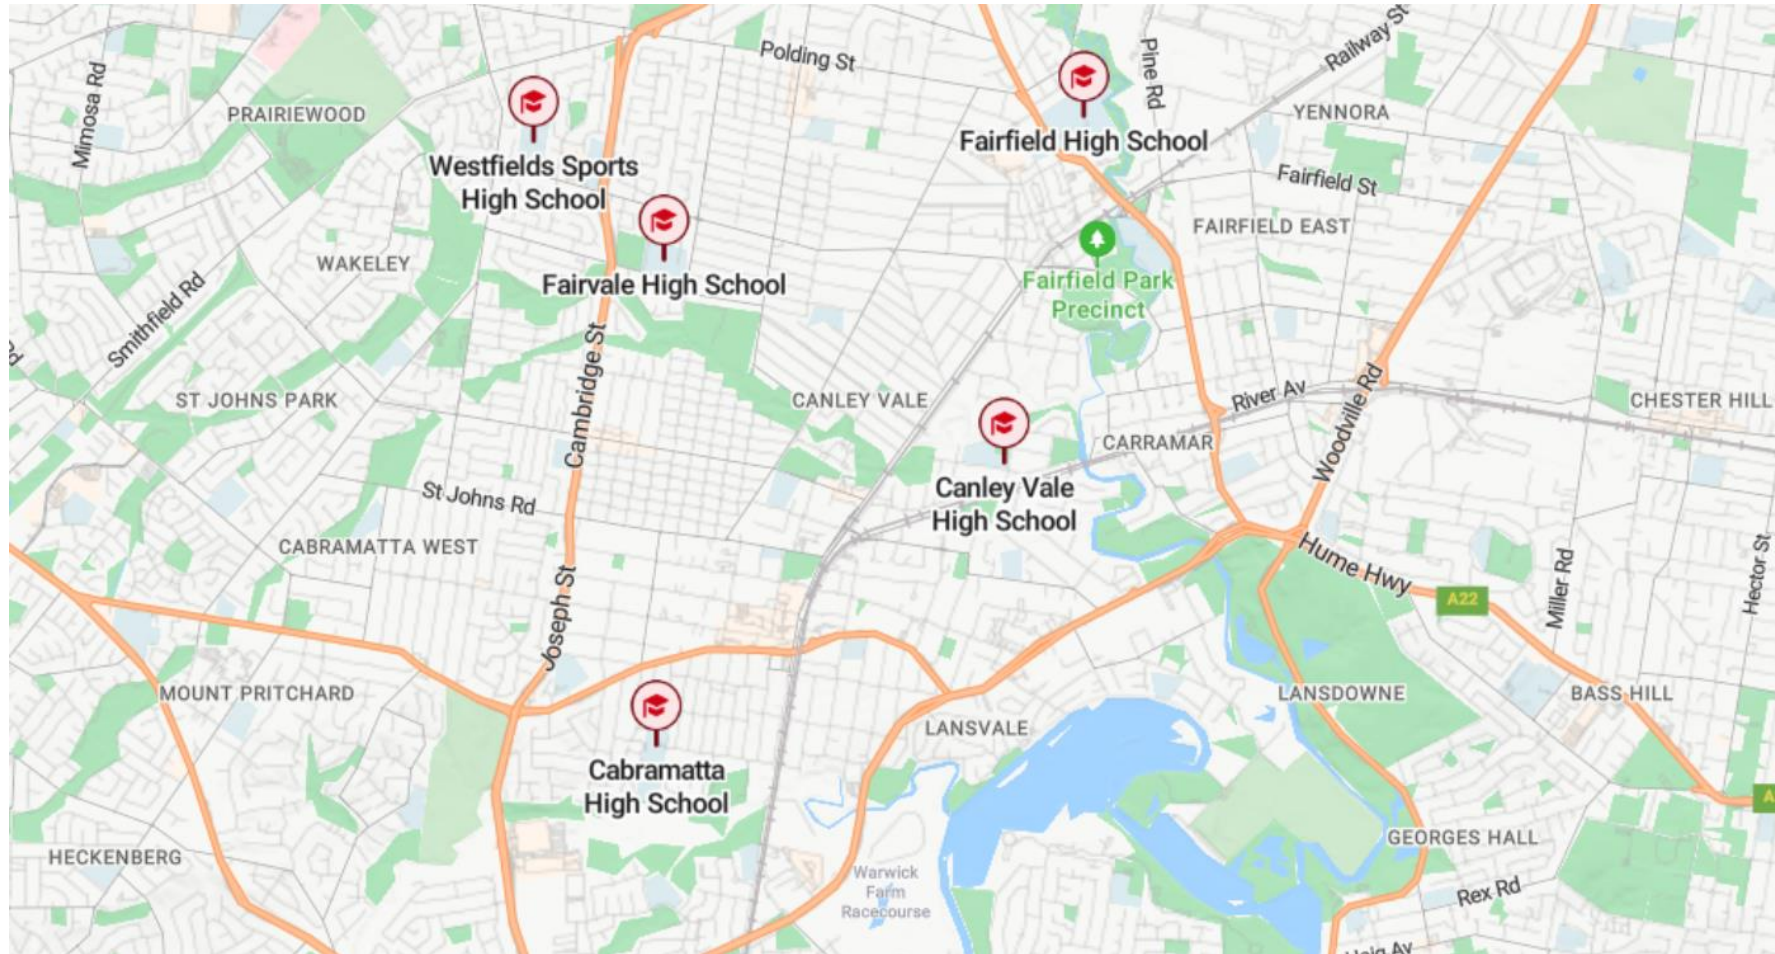 Polding St
Pine Rd
Railway St
Mimosa Rd
PRAIRIEWOOD
YENNORA
Fairfield High School
Westfields Sports
High School
Fairfield St
FAIRFIELD EAST
WAKELEY
Fairvale High School
Fairfield Park
Precinct
Smithfield Rd
Rd
Cambridge St
ST JOHNS PARK
CANLEY VALE
River Av
Woodville Rd
CHESTER HILL
CARRAMAR
St Johns Rd
Canley Vale
High School
CABRAMATTA WEST
Hume Hwy
A22
Miller Rd
Hector St
Joseph St
MOUNT PRITCHARD
LANSDOWNE
BASS HILL
LANSVALE
Cabramatta
High School
A
GEORGES HALL
HECKENBERG
Warwick
Farm
Racecourse
Rex Rd